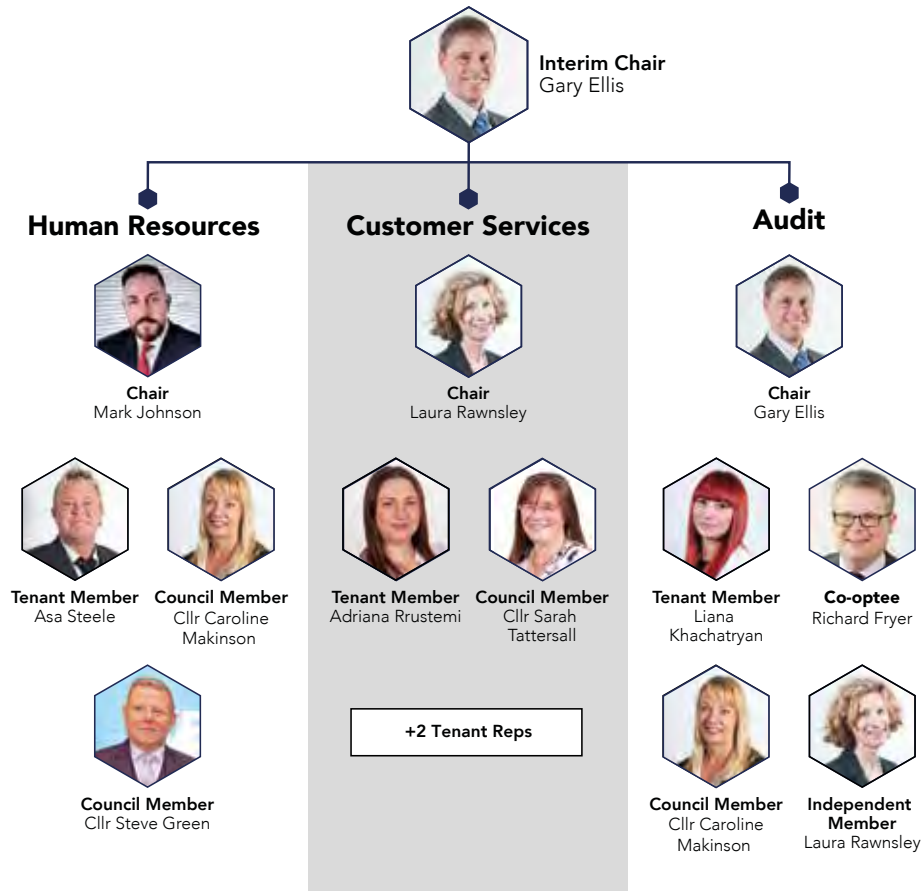 Interim Chair
Gary Ellis
Human Resources
Chair
Mark Johnson
Tenant Member
Asa Steele
Council Member
Cllr Caroline
Makinson
Council Member
Cllr Steve Green
Customer Services
Chair
Laura Rawnsley
Tenant Member
Adriana Rrustemi
Council Member
Cllr Sarah
Tattersall
+2 Tenant Reps
Audit
Chair
Gary Ellis
Tenant Member
Liana
Khachatryan
Co-optee
Richard Fryer
Council Member
Cllr Caroline
Makinson
Independent
Member
Laura Rawnsley